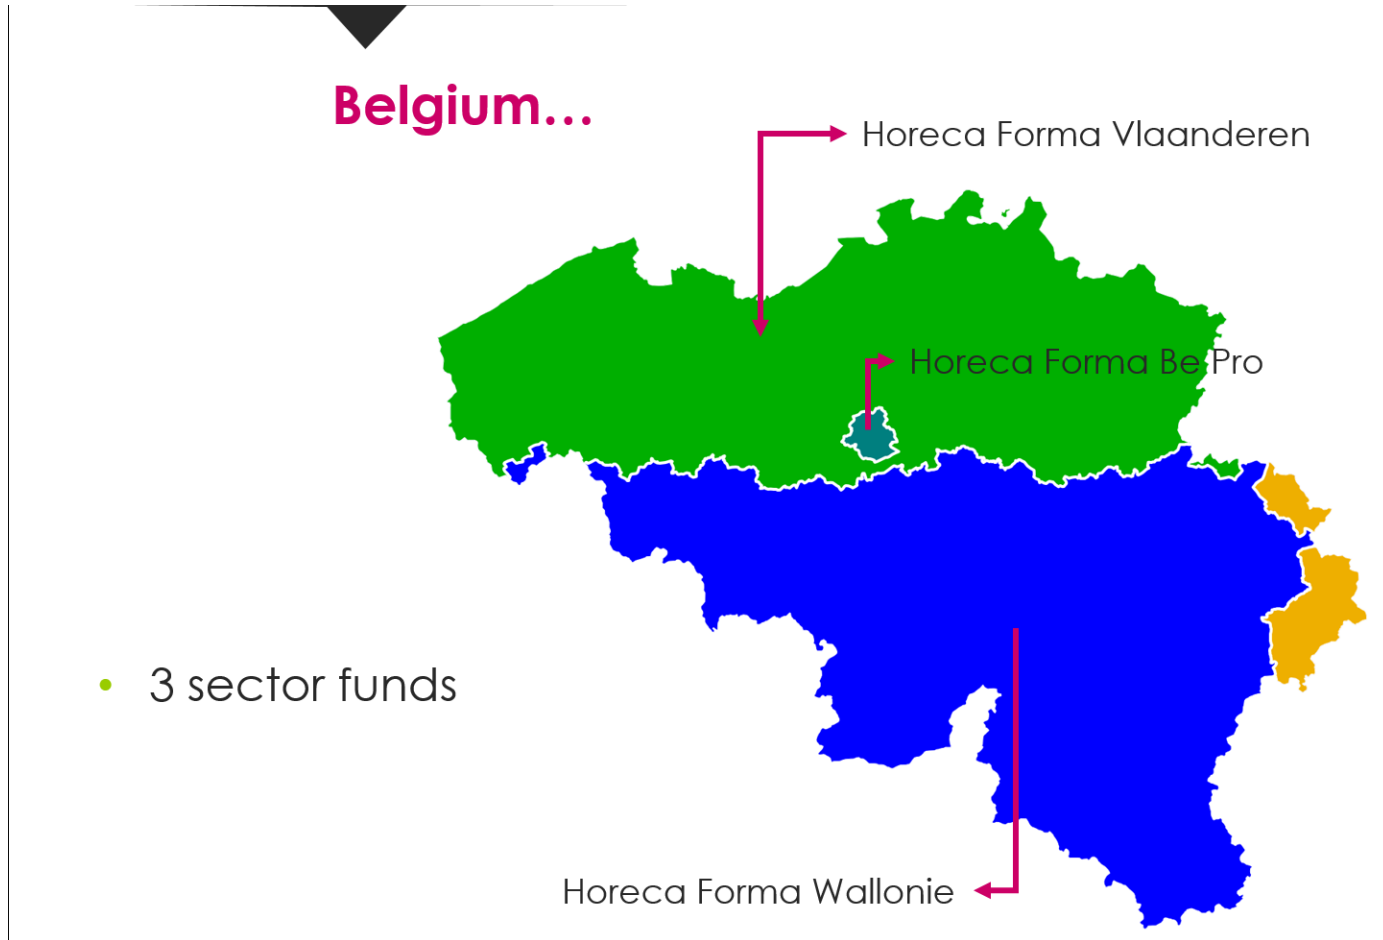 Belgium...
Horeca Forma Vlaanderen
Horeca Forma Be Pro
• 3 sector funds
Horeca Forma Wallonie